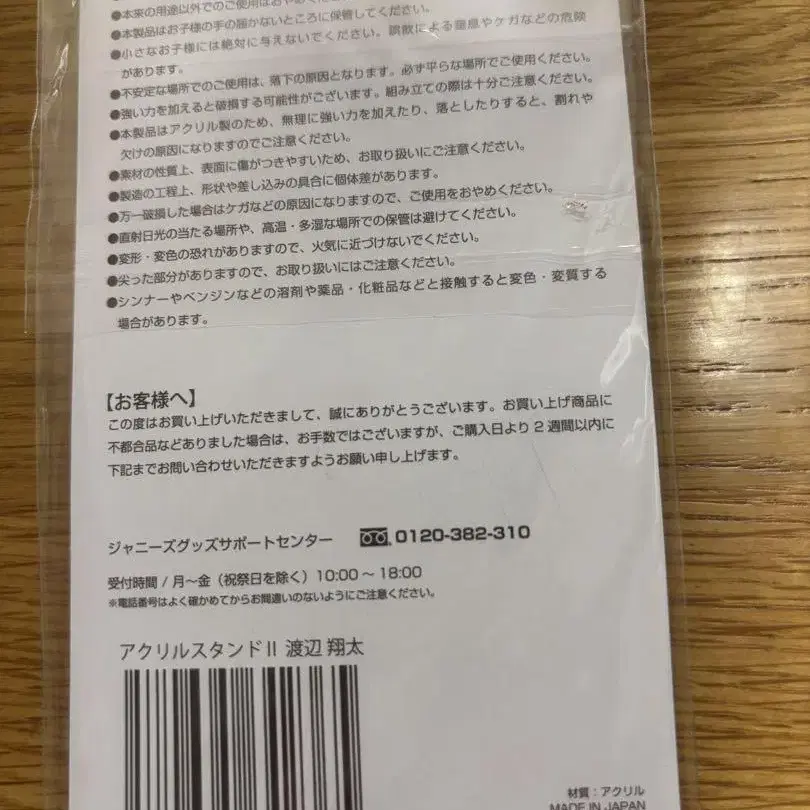 ●本来の用途以外でのご使用はおやめ
●本製品はお子様の手の届かないところに保管してください。
●小さなお子様には絶対に与えないでください。誤飲による窒息やケガなどの危険
があります。
●不安定な場所でのご使用は、落下の原因となります。必ず平らな場所でご使用ください。
●強い力を加えると破損する可能性がございます。組み立ての際は十分ご注意ください。
●本製品はアクリル製のため、無理に強い力を加えたり、落としたりすると、割れや
欠けの原因になりますのでご注意ください。
●素材の性質上、表面に傷がつきやすいため、お取り扱いにご注意ください。
●製造の工程上、形状や差し込みの具合に個体差があります。
●万一破損した場合はケガなどの原因になりますので、ご使用をおやめください。
●直射日光の当たる場所や、高温・多湿な場所での保管は避けてください。
●変形・変色の恐れがありますので、火気に近づけないでください。
●尖った部分がありますので、お取り扱いにはご注意ください。
●シンナーやベンジンなどの溶剤や薬品・化粧品などと接触すると変色・変質する
場合があります。
【お客様へ】
この度はお買い上げいただきまして、誠にありがとうございます。お買い上げ商品に
不都合品などありました場合は、お手数ではございますが、ご購入日より2週間以内に
下記までお問い合わせいただきますようお願い申し上げます。
ジャニーズグッズサポートセンター 0120-382-310
受付時間 / 月〜金（祝祭日を除く）10:00 〜 18:00
※電話番号はよく確かめてからお間違いのないようにご注意ください。
アクリルスタンドⅡ 渡辺 翔太
材質：アクリル
MADE IN JAPAN